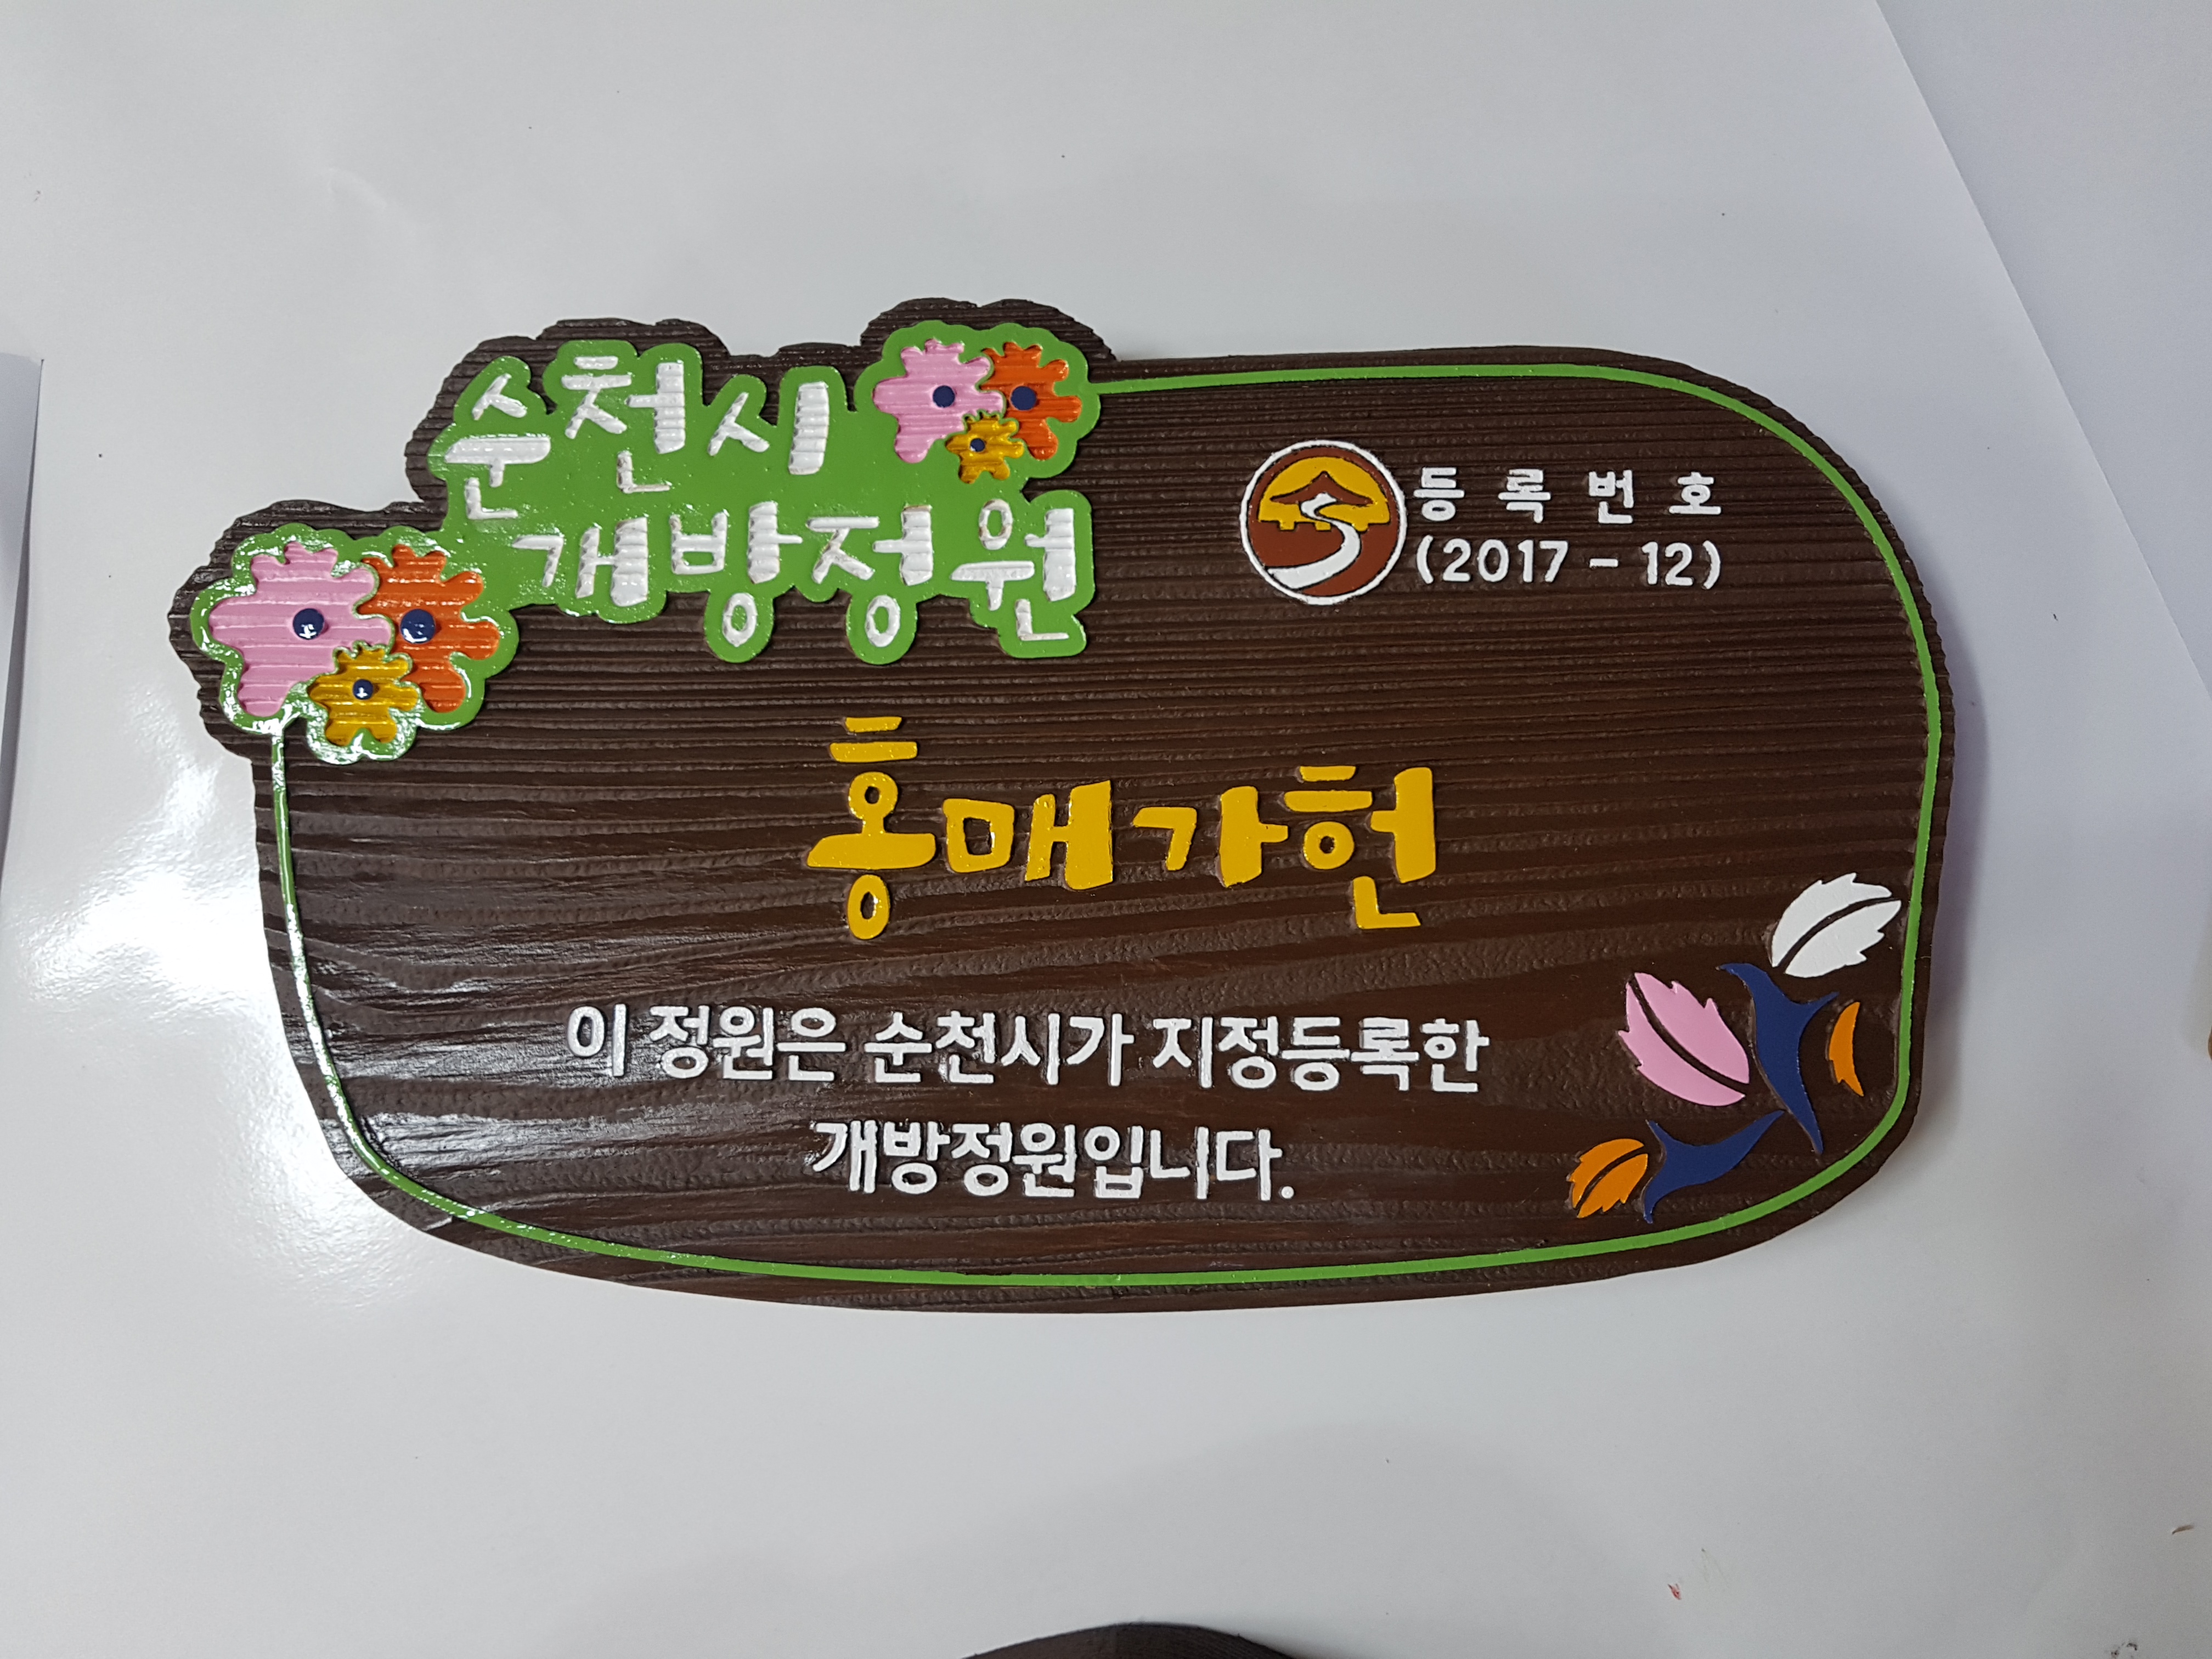 순천시
개방정원
등록번호
(2017 - 12)
홍매가헌
이 정원은 순천시가 지정등록한
개방정원입니다.